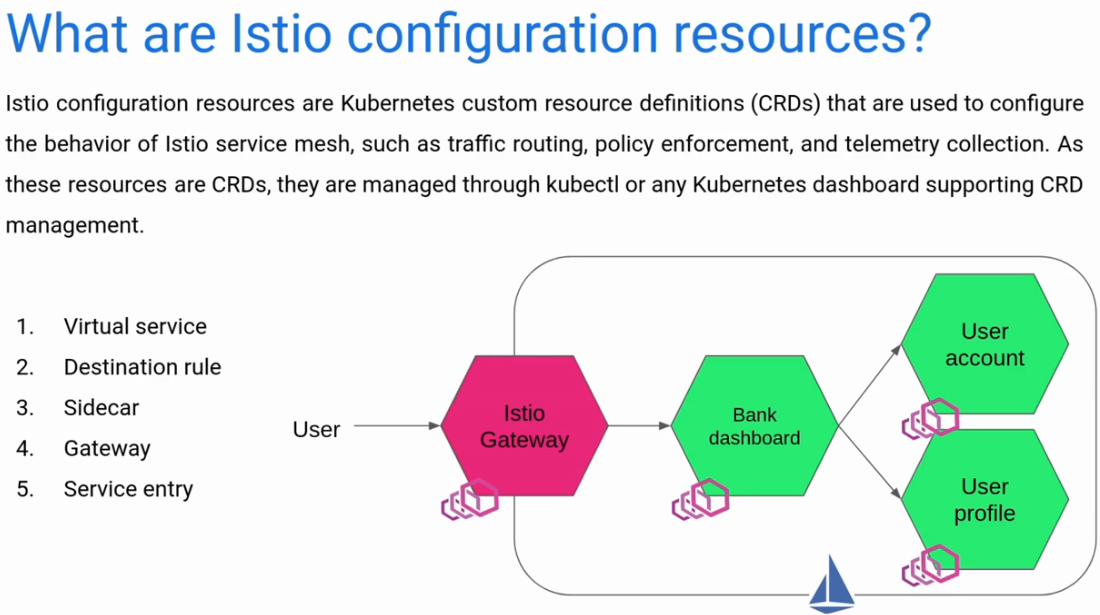 What are Istio configuration resources?
Istio configuration resources are Kubernetes custom resource definitions (CRDs) that are used to configure
the behavior of Istio service mesh, such as traffic routing, policy enforcement, and telemetry collection. As
these resources are CRDs, they are managed through kubectl or any Kubernetes dashboard supporting CRD
management.
1. Virtual service
2. Destination rule
3. Sidecar
4. Gateway
5. Service entry
User
Istio
Gateway
Bank
dashboard
User
account
User
profile